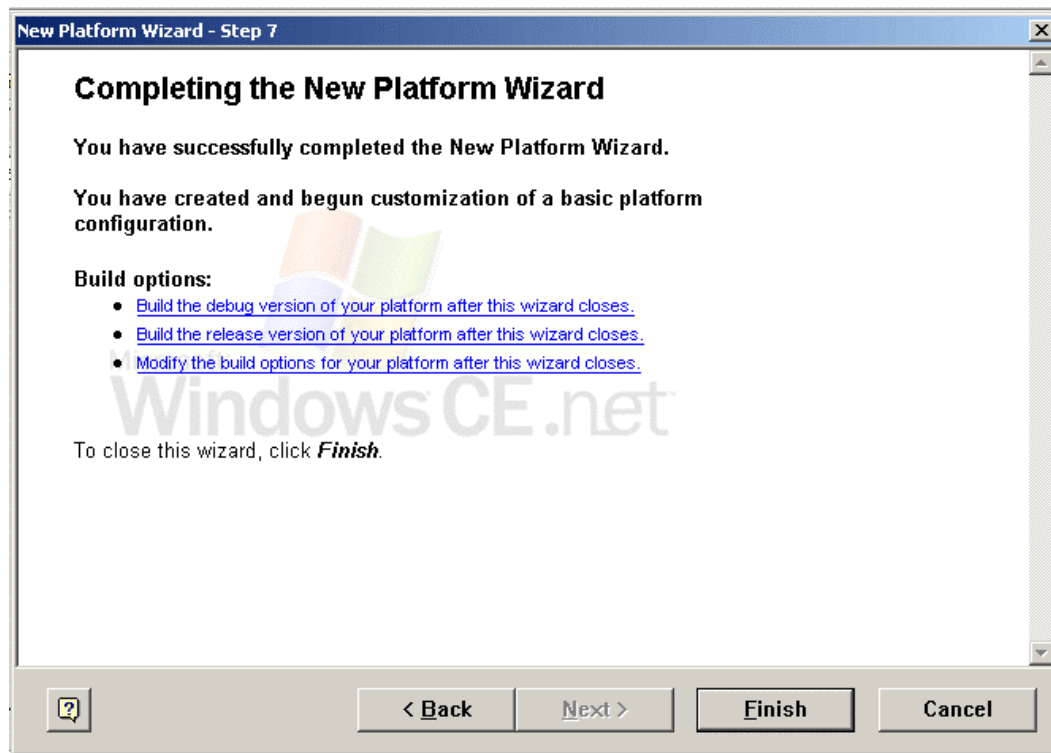 New Platform Wizard - Step 7
Completing the New Platform Wizard
You have successfully completed the New Platform Wizard.
You have created and begun customization of a basic platform
configuration.
Build options:
Build the debug version of your platform after this wizard closes.
Build the release version of your platform after this wizard closes.
Modify the build options for your platform after this wizard closes.
Microsoft
Windows CE.net
To close this wizard, click Finish.
< Back
Next >
Finish
Cancel